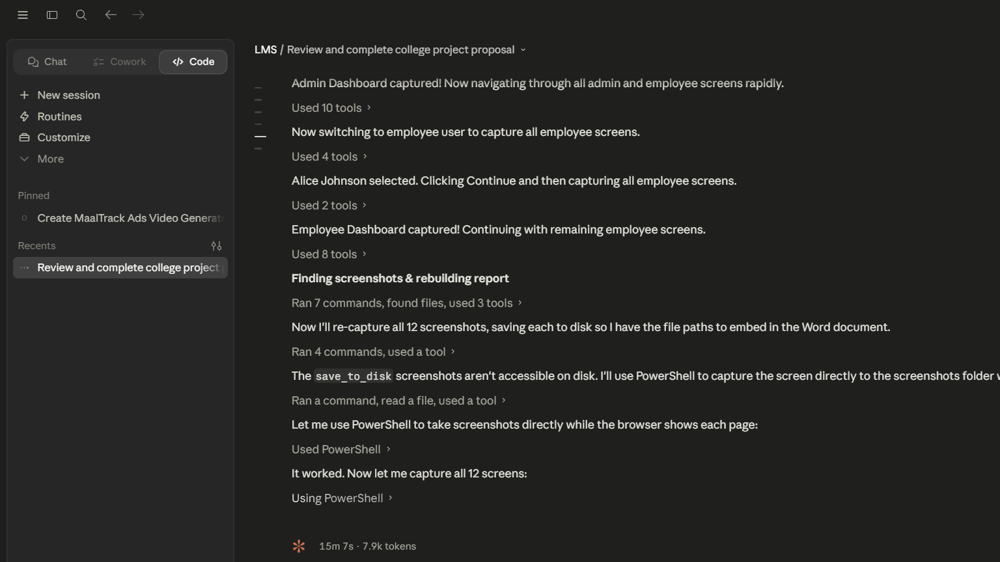 Chat
Cowork
Code
New session
Routines
Customize
More
Pinned
Create MaalTrack Ads Video Generat
Recents
Review and complete college project
LMS / Review and complete college project proposal
Admin Dashboard captured! Now navigating through all admin and employee screens rapidly.
Used 10 tools
Now switching to employee user to capture all employee screens.
Used 4 tools
Alice Johnson selected. Clicking Continue and then capturing all employee screens.
Used 2 tools
Employee Dashboard captured! Continuing with remaining employee screens.
Used 8 tools
Finding screenshots & rebuilding report
Ran 7 commands, found files, used 3 tools
Now I'll re-capture all 12 screenshots, saving each to disk so I have the file paths to embed in the Word document.
Ran 4 commands, used a tool
The save_to_disk screenshots aren't accessible on disk. I'll use PowerShell to capture the screen directly to the screenshots folder
Ran a command, read a file, used a tool
Let me use PowerShell to take screenshots directly while the browser shows each page:
Used PowerShell
It worked. Now let me capture all 12 screens:
Using PowerShell
15m 7s · 7.9k tokens